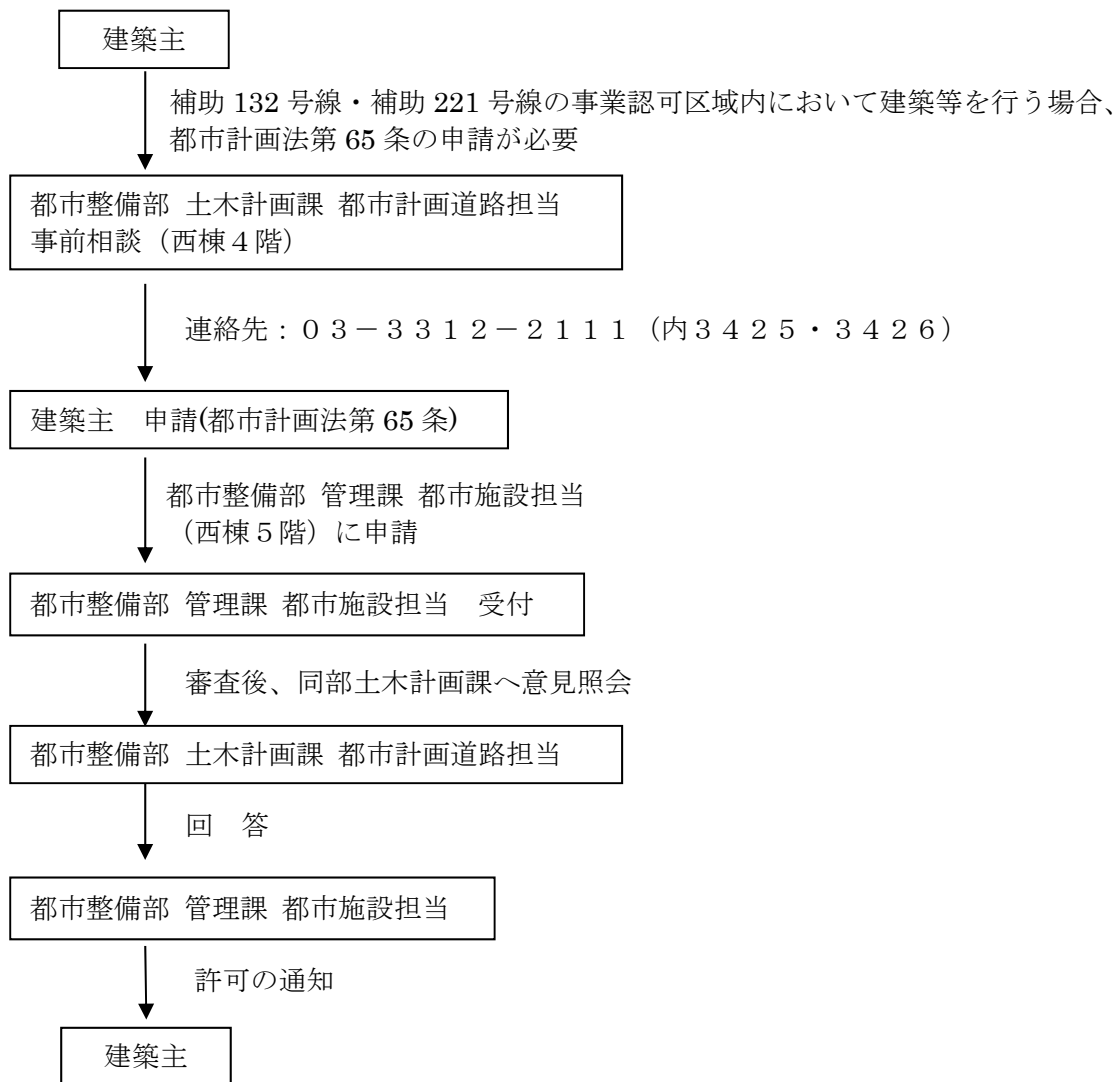 建築主
補助 132 号線・補助 221 号線の事業認可区域内において建築等を行う場合、
都市計画法第 65 条の申請が必要
都市整備部 土木計画課 都市計画道路担当
事前相談（西棟４階）
連絡先：０３－３３１２－２１１１（内３４２５・３４２６）
建築主　申請(都市計画法第 65 条)
都市整備部 管理課 都市施設担当
（西棟５階）に申請
都市整備部 管理課 都市施設担当　受付
審査後、同部土木計画課へ意見照会
都市整備部 土木計画課 都市計画道路担当
回　答
都市整備部 管理課 都市施設担当
許可の通知
建築主